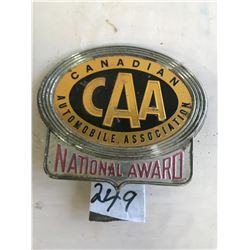 CANADIAN
CAA
AUTOMOBILE ASSOCIATION
NATIONAL AWARD
249